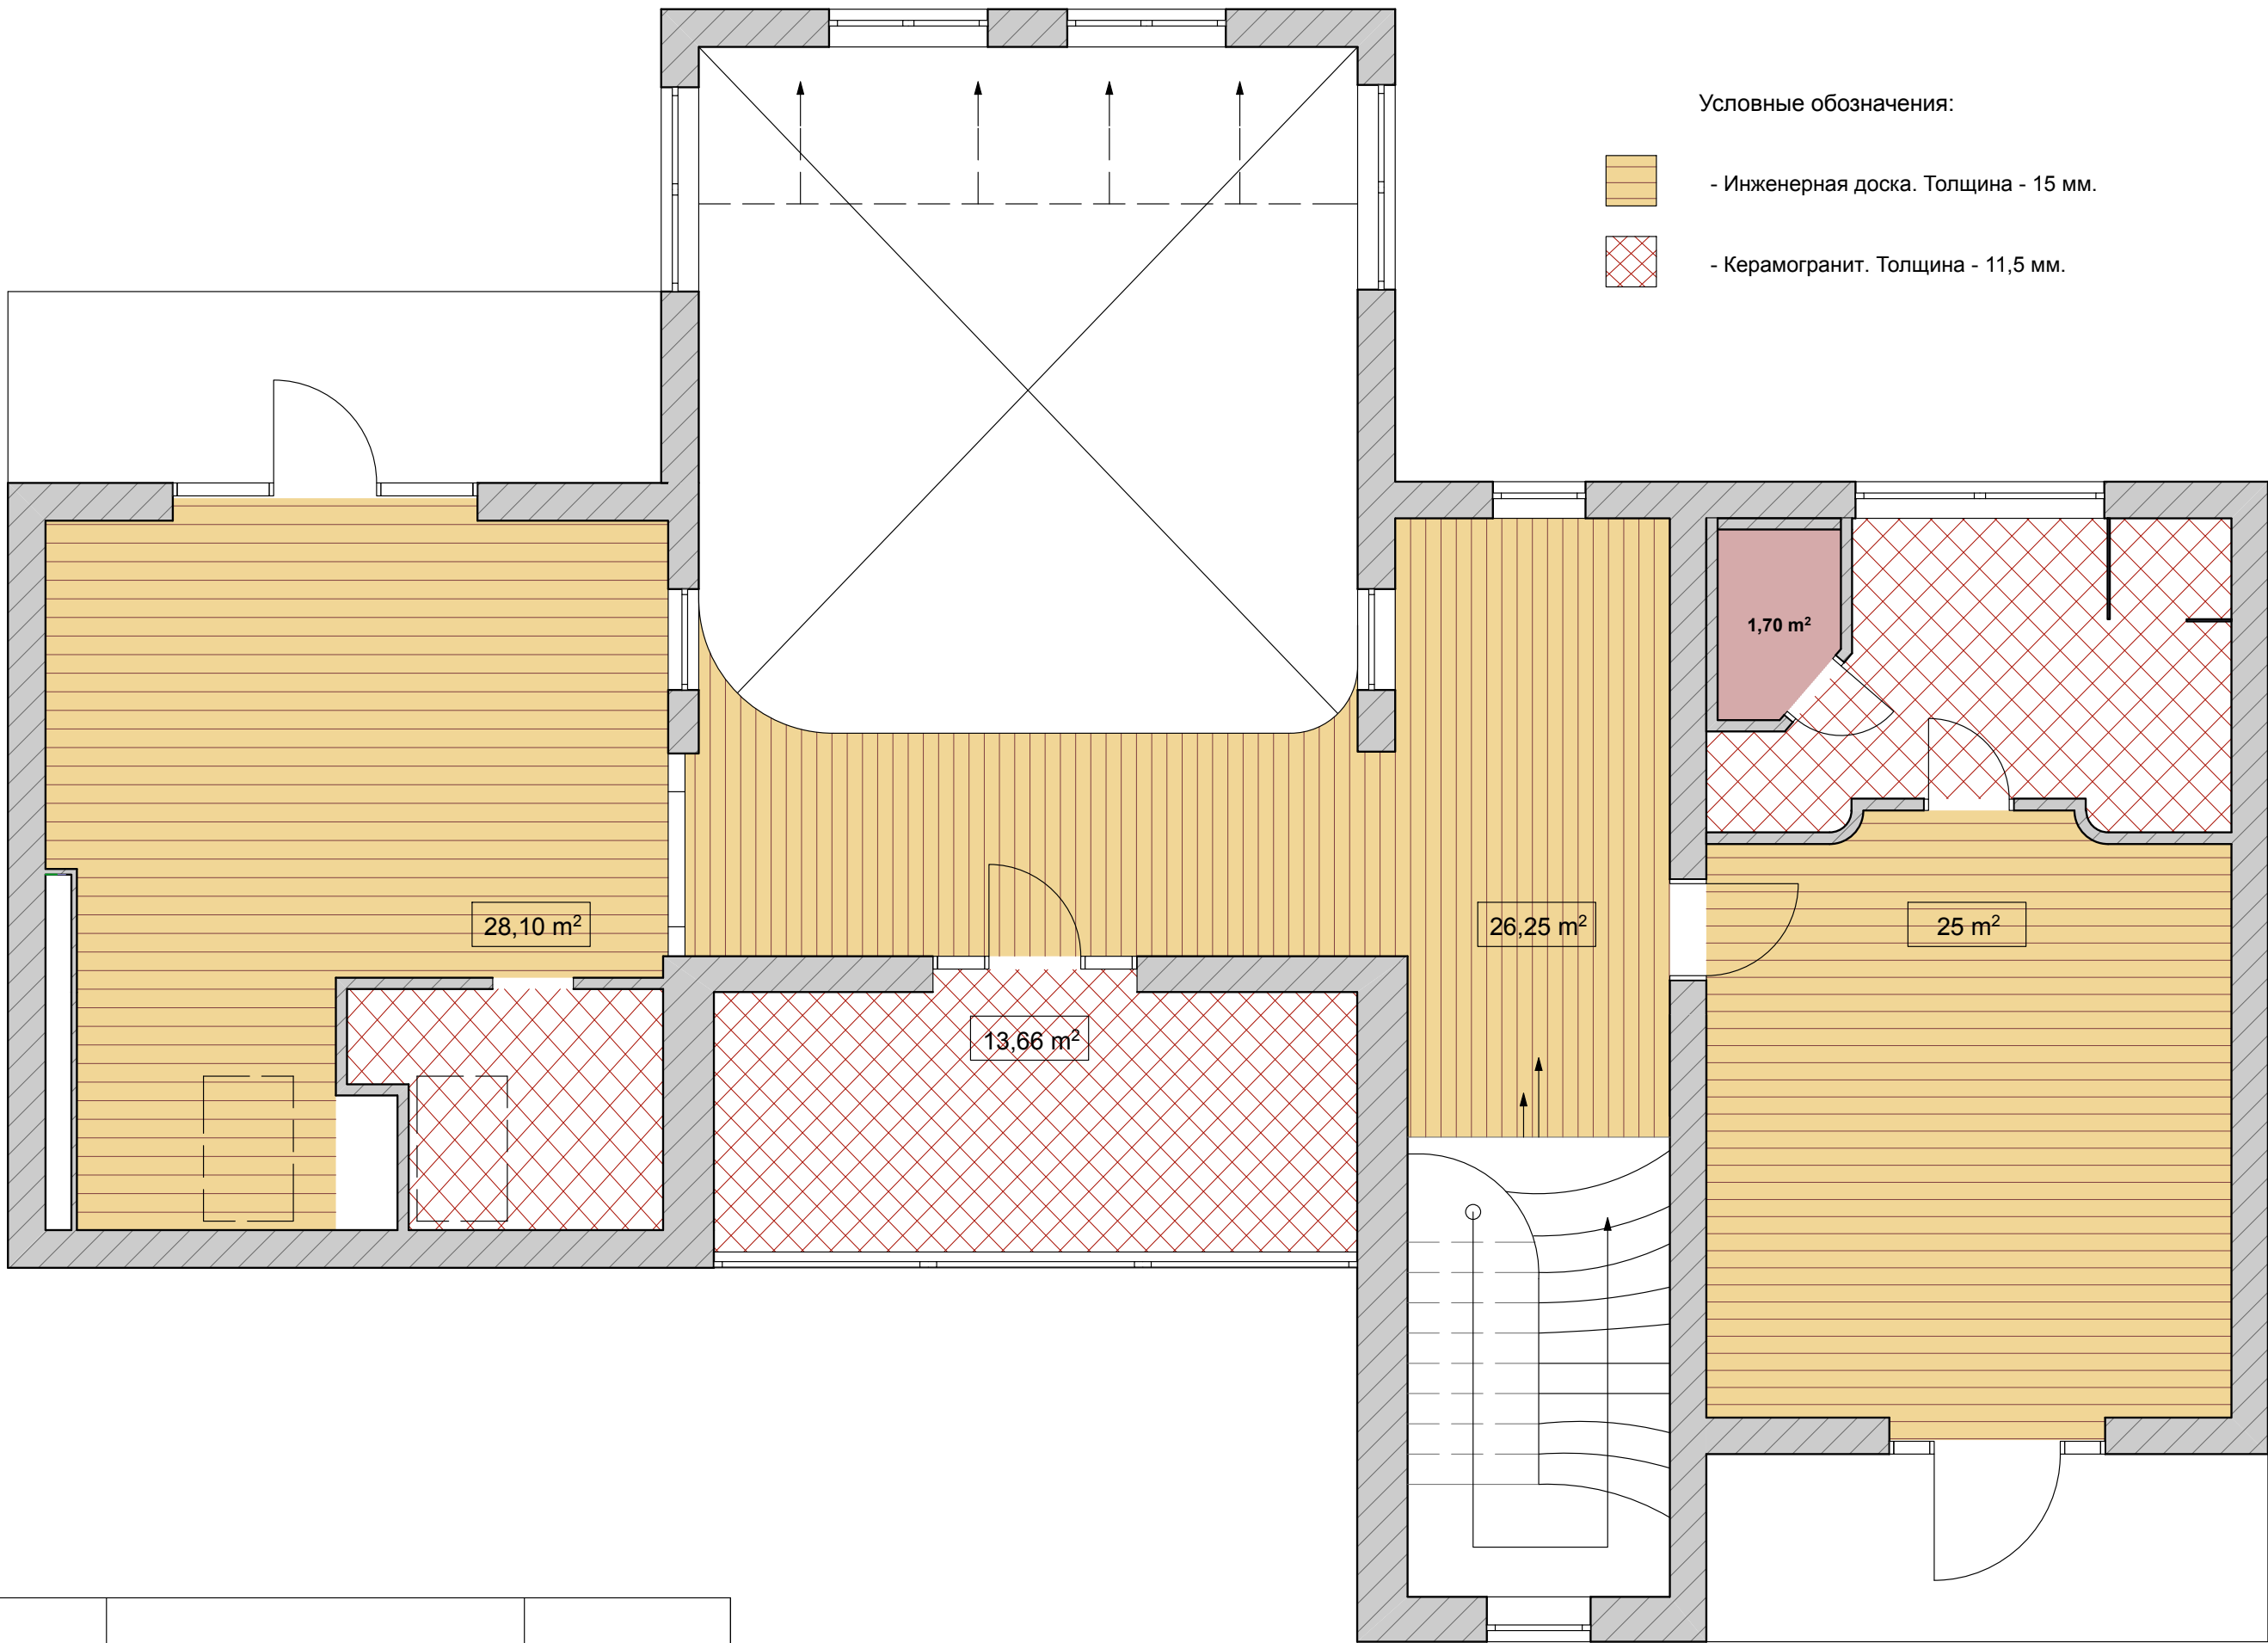 Условные обозначения:
- Инженерная доска. Толщина - 15 мм.
- Керамогранит. Толщина - 11,5 мм.
1,70 m²
28,10 m²
26,25 m²
25 m²
13,66 m²